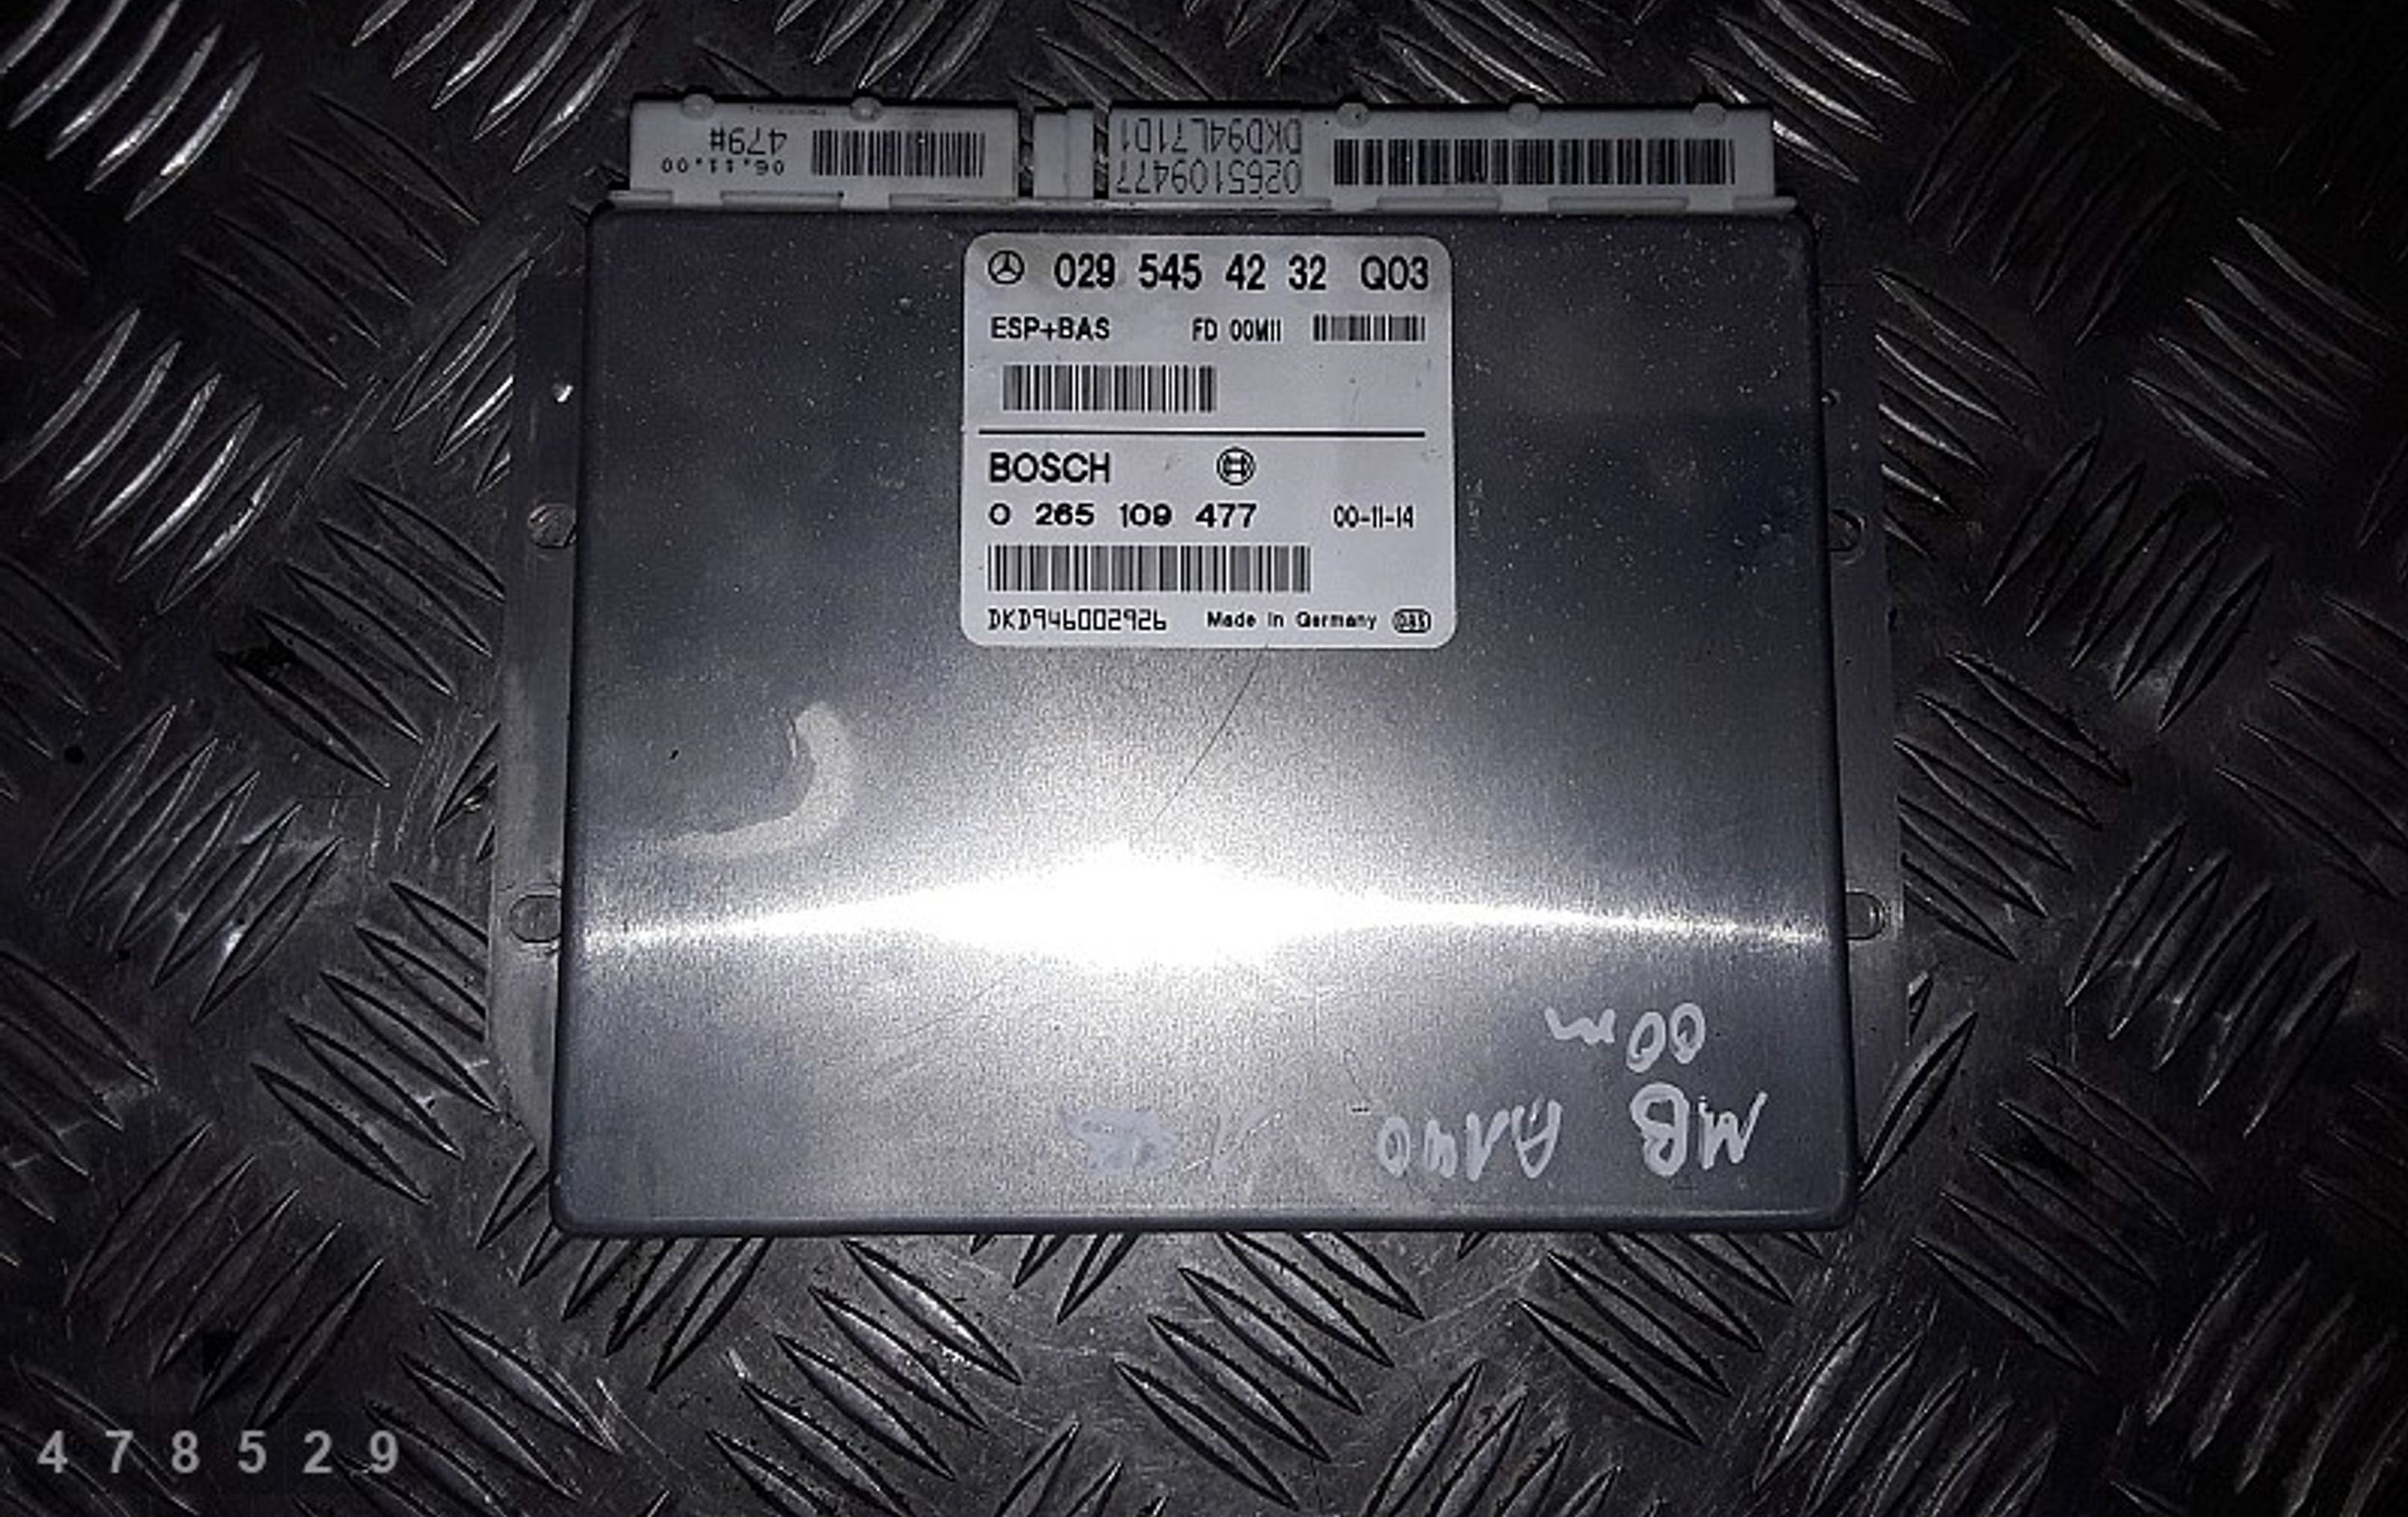 479#
06.11.00
0265109477
DKD94L71D1
029 545 42 32 Q03
ESP+BAS FD 00M11
BOSCH
0 265 109 477 00-11-14
DKD946002926 Made in Germany
MB A140
00m
478529